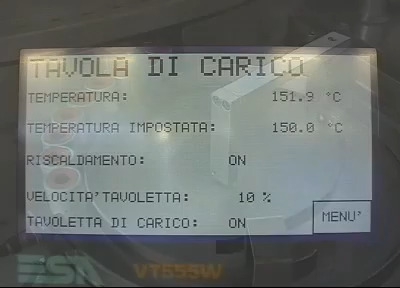 TAVOLA DI CARICO
TEMPERATURA: 151.9 °C
TEMPERATURA IMPOSTATA: 150.0 °C
RISCALDAMENTO: ON
VELOCITA'TAVOLETTA: 10 %
TAVOLETTA DI CARICO: ON
MENU'
ESA VT555W